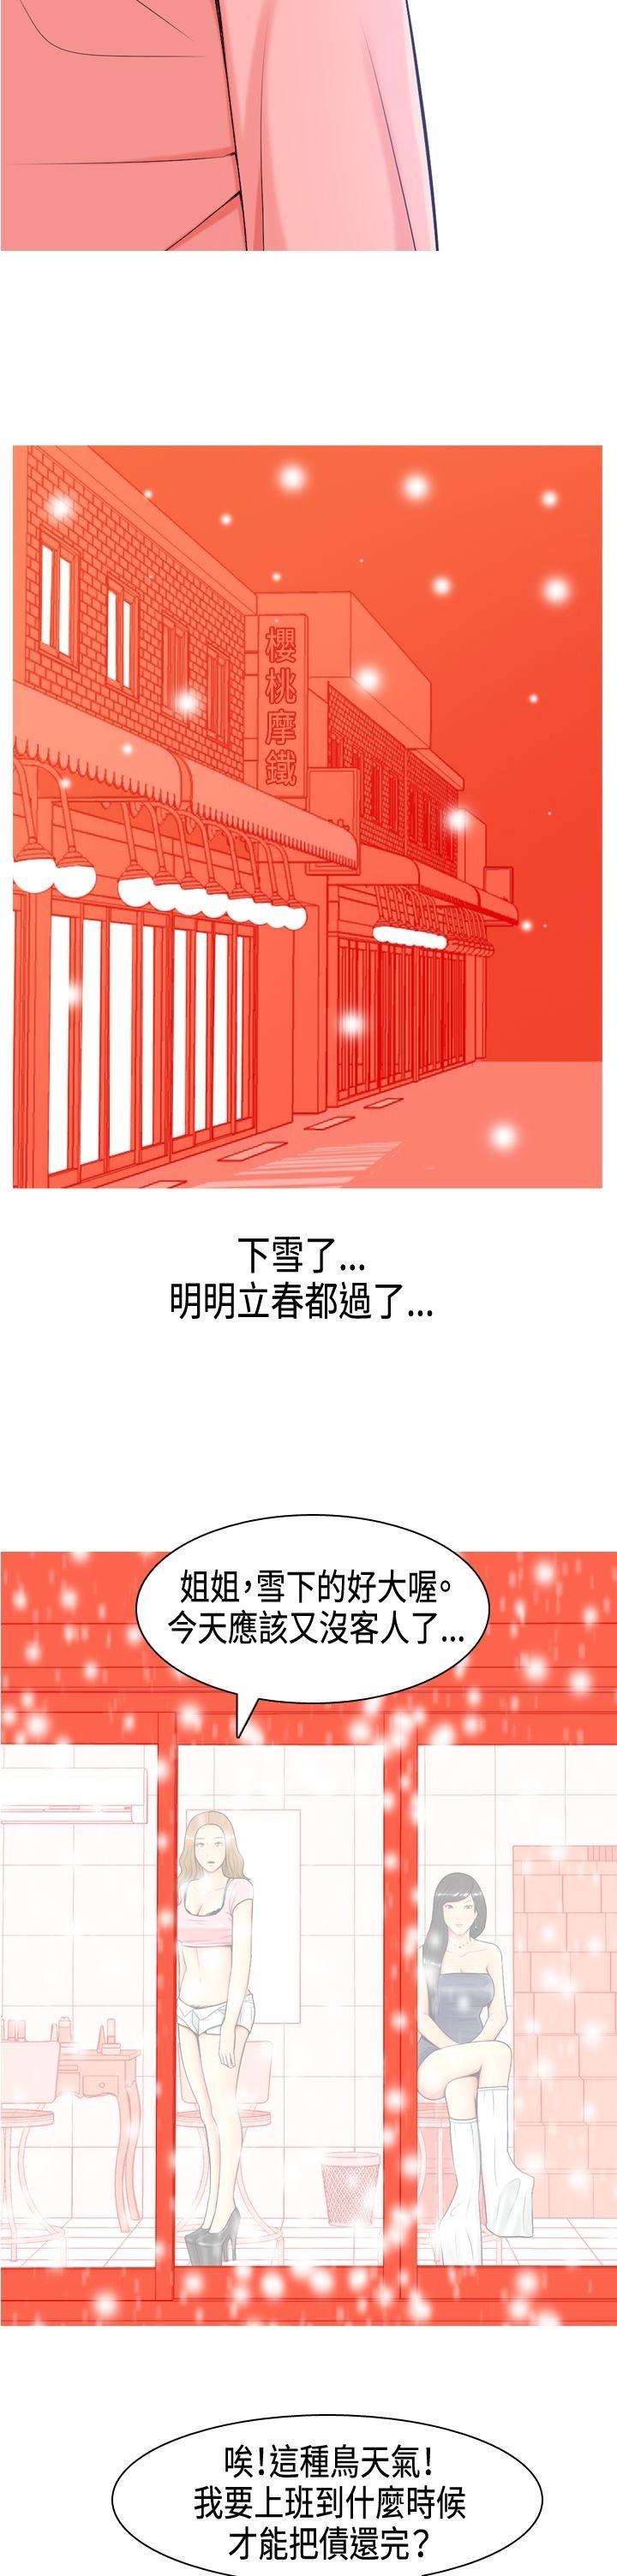 櫻桃摩鐵
下雪了...
明明立春都過了...
姐姐，雪下的好大喔。
今天應該又沒客人了...
唉！這種鳥天氣！
我要上班到什麼時候
才能把債還完？